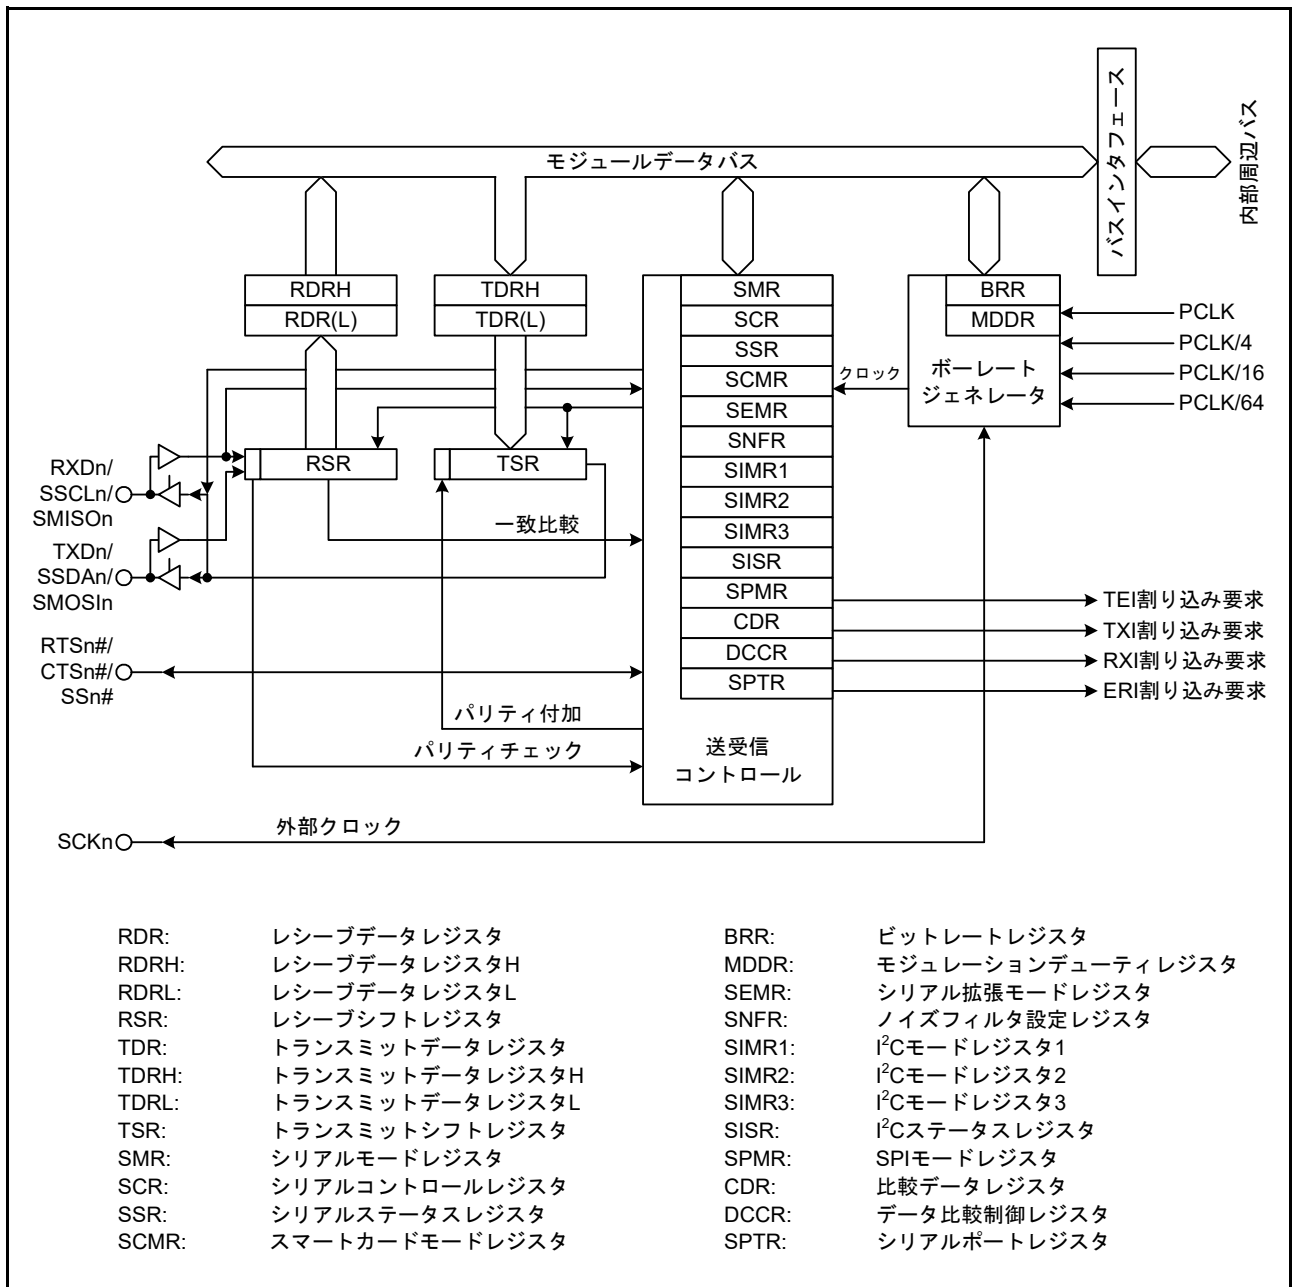 モジュールデータバス
バスインタフェース
内部周辺バス
RDRH
RDR(L)
TDRH
TDR(L)
SMR
SCR
SSR
SCMR
SEMR
SNFR
SIMR1
SIMR2
SIMR3
SISR
SPMR
CDR
DCCR
SPTR
送受信
コントロール
BRR
MDDR
ボーレート
ジェネレータ
クロック
PCLK
PCLK/4
PCLK/16
PCLK/64
RSR
TSR
RXDn/
SSCLn/
SMISOn
TXDn/
SSDAn/
SMOSIn
RTSn#/
CTSn#/
SSn#
SCKn
一致比較
パリティ付加
パリティチェック
外部クロック
TEI割り込み要求
TXI割り込み要求
RXI割り込み要求
ERI割り込み要求
RDR: レシーブデータレジスタ
RDRH: レシーブデータレジスタH
RDRL: レシーブデータレジスタL
RSR: レシーブシフトレジスタ
TDR: トランスミットデータレジスタ
TDRH: トランスミットデータレジスタH
TDRL: トランスミットデータレジスタL
TSR: トランスミットシフトレジスタ
SMR: シリアルモードレジスタ
SCR: シリアルコントロールレジスタ
SSR: シリアルステータスレジスタ
SCMR: スマートカードモードレジスタ
BRR: ビットレートレジスタ
MDDR: モジュレーションデューティレジスタ
SEMR: シリアル拡張モードレジスタ
SNFR: ノイズフィルタ設定レジスタ
SIMR1: I²Cモードレジスタ1
SIMR2: I²Cモードレジスタ2
SIMR3: I²Cモードレジスタ3
SISR: I²Cステータスレジスタ
SPMR: SPIモードレジスタ
CDR: 比較データレジスタ
DCCR: データ比較制御レジスタ
SPTR: シリアルポートレジスタ